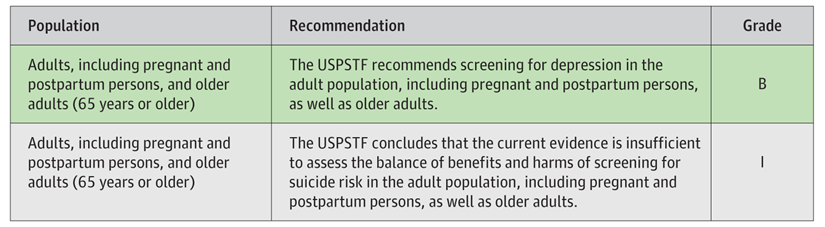 Population Recommendation Grade
Adults, including pregnant and
postpartum persons, and older
adults (65 years or older)
The USPSTF recommends screening for depression in the
adult population, including pregnant and postpartum persons,
as well as older adults.
B
Adults, including pregnant and
postpartum persons, and older
adults (65 years or older)
The USPSTF concludes that the current evidence is insufficient
to assess the balance of benefits and harms of screening for
suicide risk in the adult population, including pregnant and
postpartum persons, as well as older adults.
I